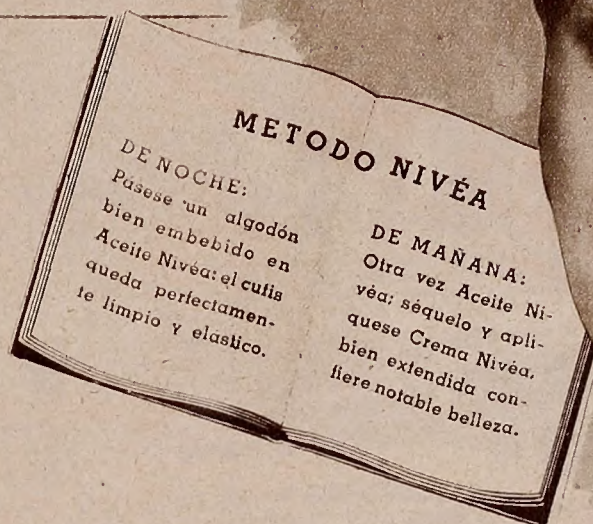 METODO NIVÉA
DE NOCHE:
Pásese un algodón
bien embebido en
Aceite Nivéa: el cutis
queda perfectamen-
te limpio y elástico.
DE MAÑANA:
Otra vez Aceite Ni-
véa; séquelo y aplí-
quese Crema Nivéa,
bien extendida con-
fiere notable belleza.